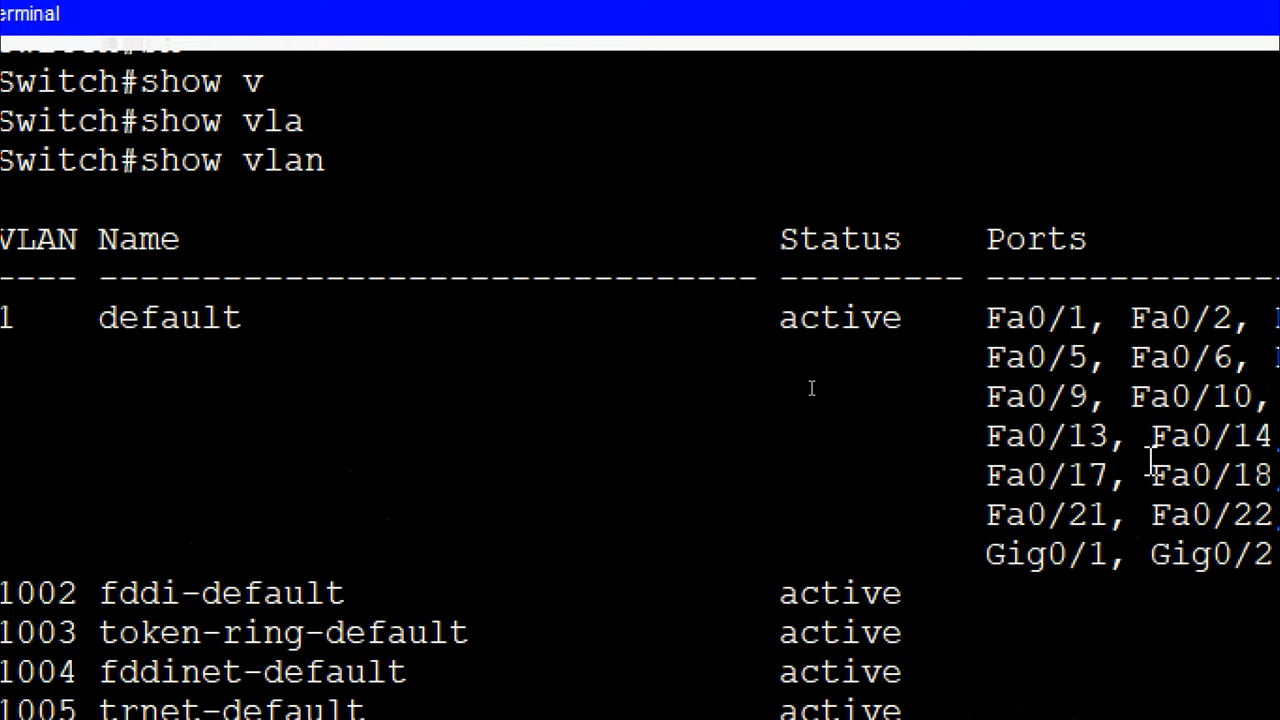 erminal
Switch#show v
Switch#show vla
Switch#show vlan
VLAN Name Status Ports
---- -------------------------------- --------- --------------
1 default active Fa0/1, Fa0/2,
Fa0/5, Fa0/6,
Fa0/9, Fa0/10,
Fa0/13, Fa0/14
Fa0/17, Fa0/18
Fa0/21, Fa0/22
Gig0/1, Gig0/2
1002 fddi-default active
1003 token-ring-default active
1004 fddinet-default active
1005 trnet-default active